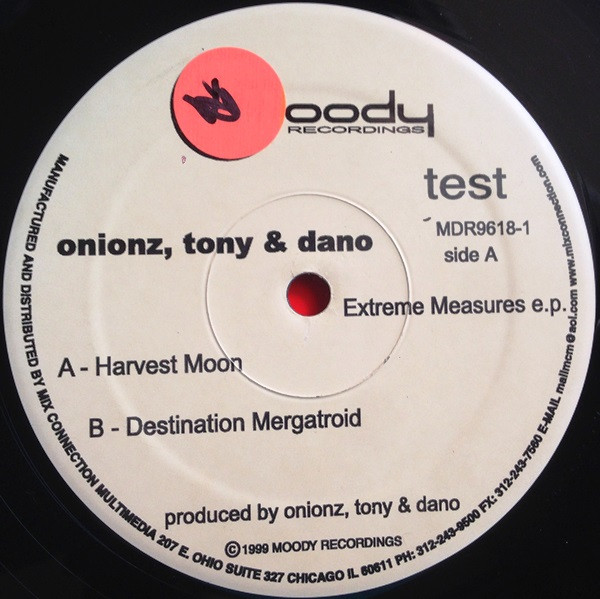 oody
RECORDINGS
test
MDR9618-1
side A
onionz, tony & dano
Extreme Measures e.p.
A - Harvest Moon
B - Destination Mergatroid
produced by onionz, tony & dano
©1999 MOODY RECORDINGS
MANUFACTURED AND DISTRIBUTED BY MIX CONNECTION MULTIMEDIA 207 E. OHIO SUITE 327 CHICAGO IL 60611 PH: 312-243-9500 FX: 312-243-7560 E-MAIL mailmcm@aol.com www.mixconnection.com